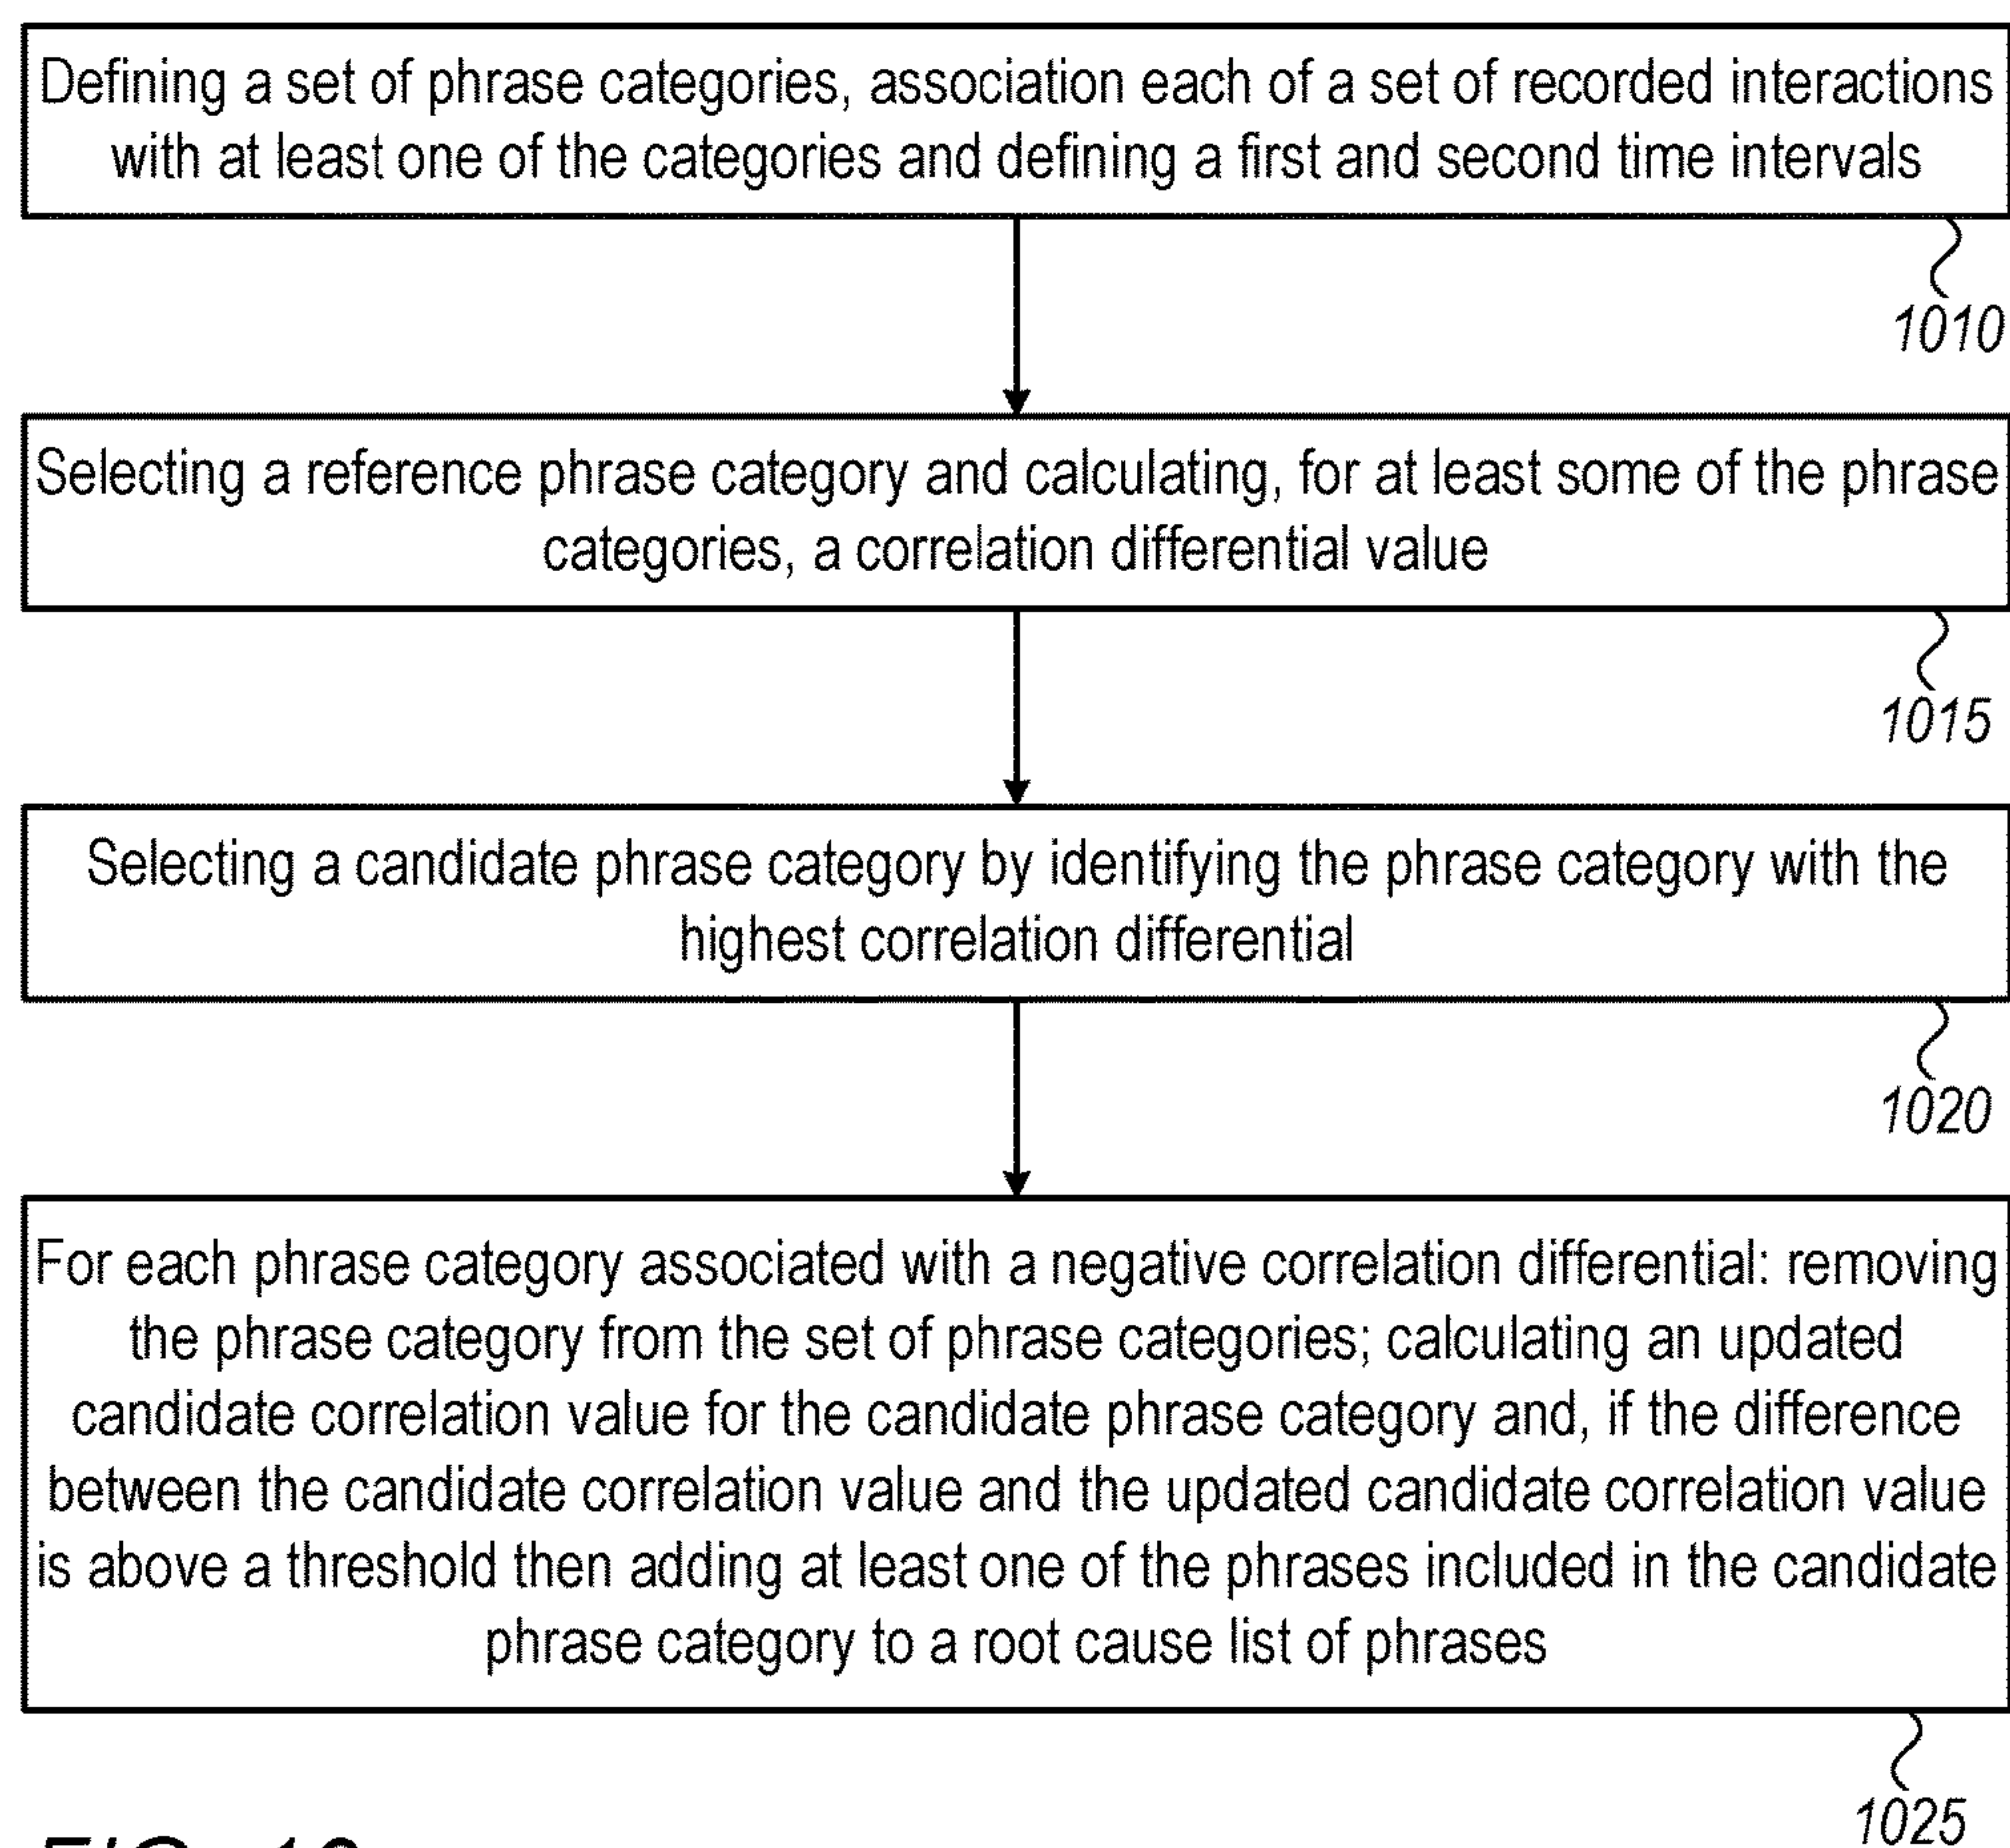 Defining a set of phrase categories, association each of a set of recorded interactions
with at least one of the categories and defining a first and second time intervals
1010
Selecting a reference phrase category and calculating, for at least some of the phrase
categories, a correlation differential value
1015
Selecting a candidate phrase category by identifying the phrase category with the
highest correlation differential
1020
For each phrase category associated with a negative correlation differential: removing
the phrase category from the set of phrase categories; calculating an updated
candidate correlation value for the candidate phrase category and, if the difference
between the candidate correlation value and the updated candidate correlation value
is above a threshold then adding at least one of the phrases included in the candidate
phrase category to a root cause list of phrases
1025